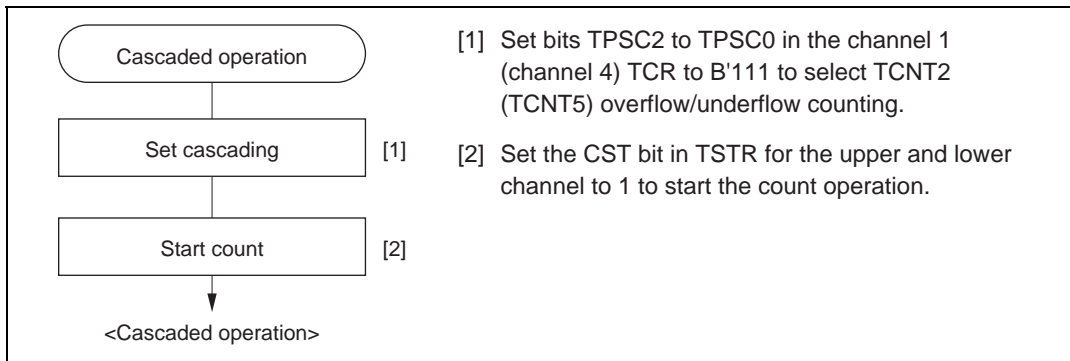 Cascaded operation
Set cascading [1]
Start count [2]
<Cascaded operation>
[1] Set bits TPSC2 to TPSC0 in the channel 1
(channel 4) TCR to B'111 to select TCNT2
(TCNT5) overflow/underflow counting.
[2] Set the CST bit in TSTR for the upper and lower
channel to 1 to start the count operation.